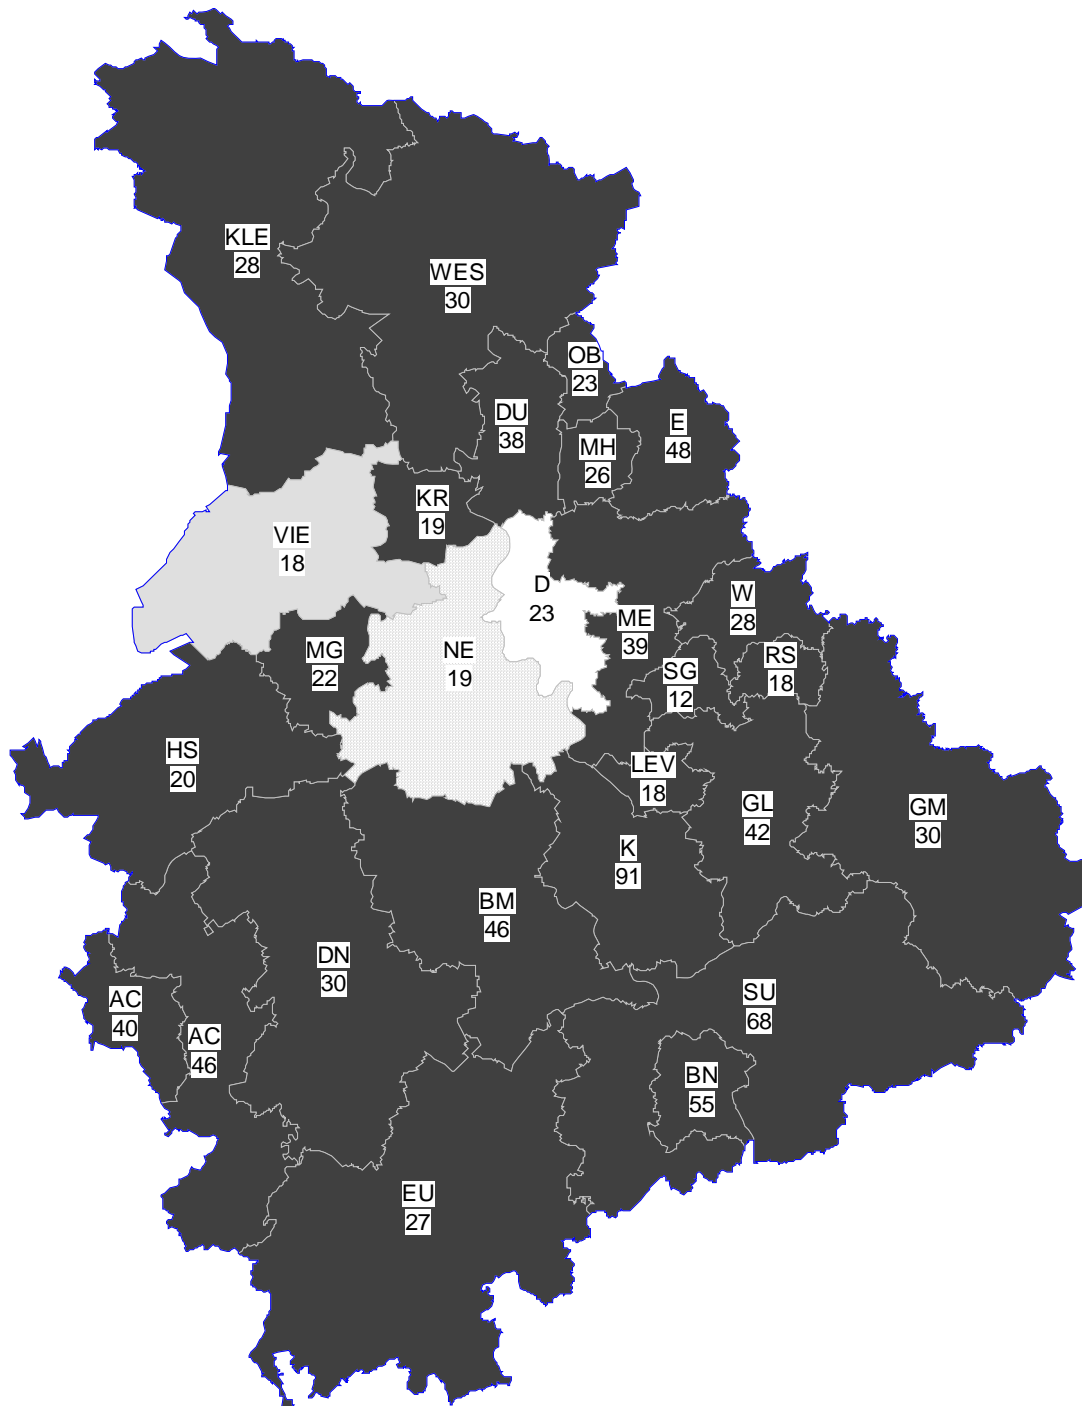 KLE
28
WES
30
OB
23
DU
38
E
48
MH
26
KR
19
VIE
18
D
23
W
28
ME
39
MG
22
NE
19
RS
18
SG
12
HS
20
LEV
18
GL
42
GM
30
K
91
BM
46
DN
30
AC
40
SU
68
AC
46
BN
55
EU
27